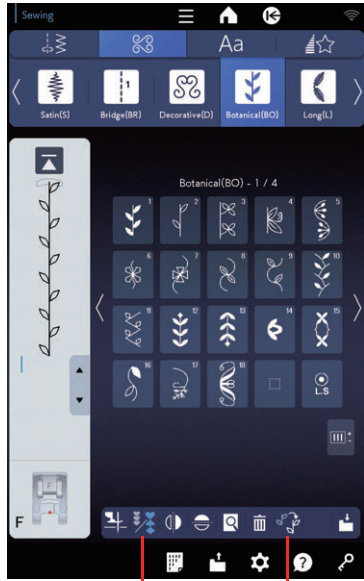 Sewing
Aa
1
Satin(S) Bridge(BR) Decorative(D) Botanical(BO) Long(L)
Botanical(BO) - 1 / 4
1 2 3 4 5
6 7 8 9 10
11 12 13 14 15
16 17 18
L.S
F
?